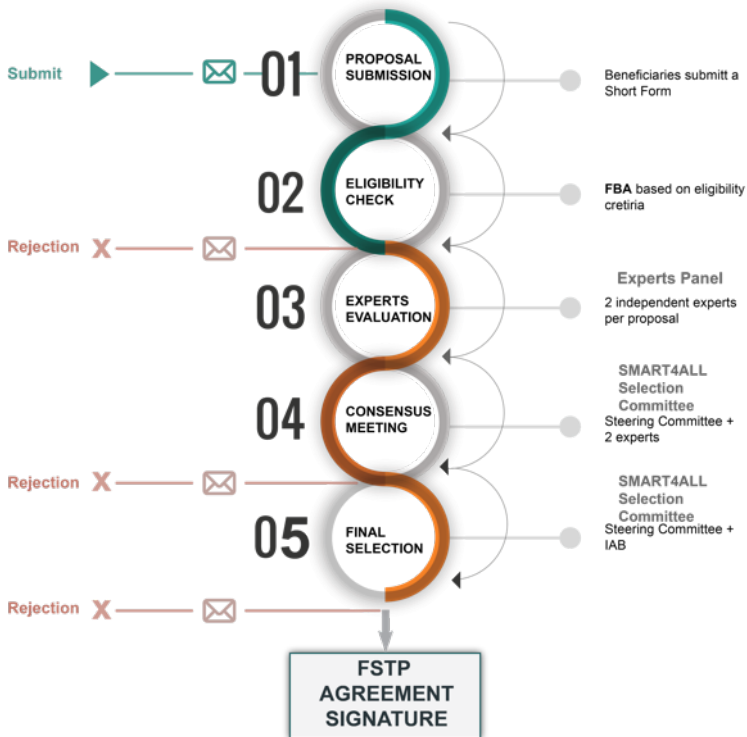 Submit
01
PROPOSAL
SUBMISSION
Beneficiaries submitt a
Short Form
02
ELIGIBILITY
CHECK
FBA based on eligibility
cretiria
Rejection X
03
EXPERTS
EVALUATION
Experts Panel
2 independent experts
per proposal
04
CONSENSUS
MEETING
SMART4ALL
Selection
Committee
Steering Committee +
2 experts
Rejection X
05
FINAL
SELECTION
SMART4ALL
Selection
Committee
Steering Committee +
IAB
Rejection X
FSTP
AGREEMENT
SIGNATURE